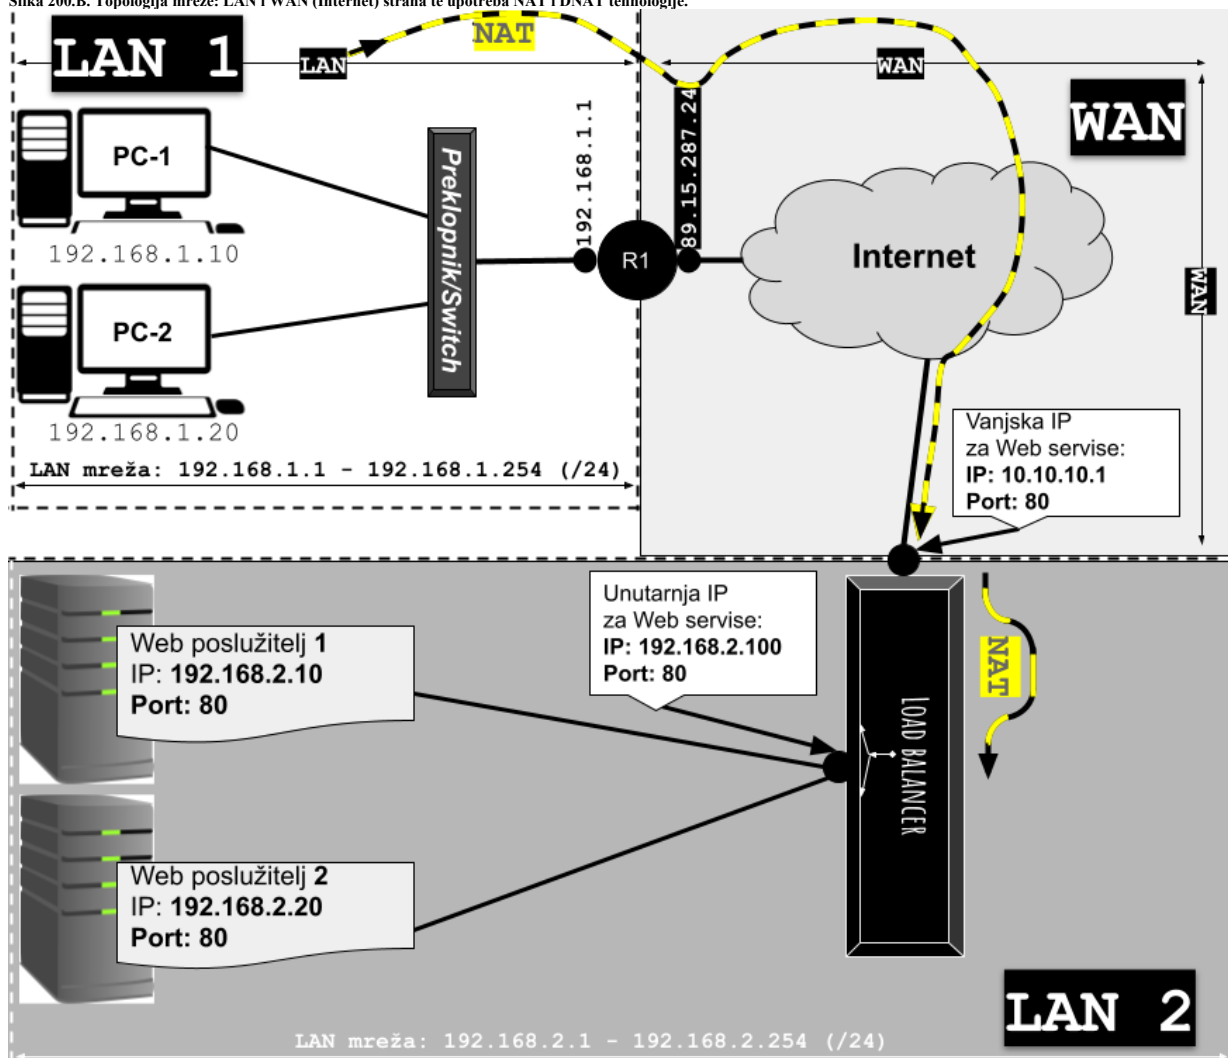 Slika 200.B. Topologija mreže: LAN i WAN (Internet) strana te upotreba NAT i DNAT tehnologije.
LAN 1
LAN
NAT
WAN
WAN
PC-1
192.168.1.10
PC-2
192.168.1.20
Preklopnik/Switch
192.168.1.1
R1
89.15.287.24
Internet
WAN
LAN mreža: 192.168.1.1 - 192.168.1.254 (/24)
Vanjska IP
za Web servise:
IP: 10.10.10.1
Port: 80
Unutarnja IP
za Web servise:
IP: 192.168.2.100
Port: 80
Web poslužitelj 1
IP: 192.168.2.10
Port: 80
NAT
LOAD BALANCER
Web poslužitelj 2
IP: 192.168.2.20
Port: 80
LAN 2
LAN mreža: 192.168.2.1 - 192.168.2.254 (/24)